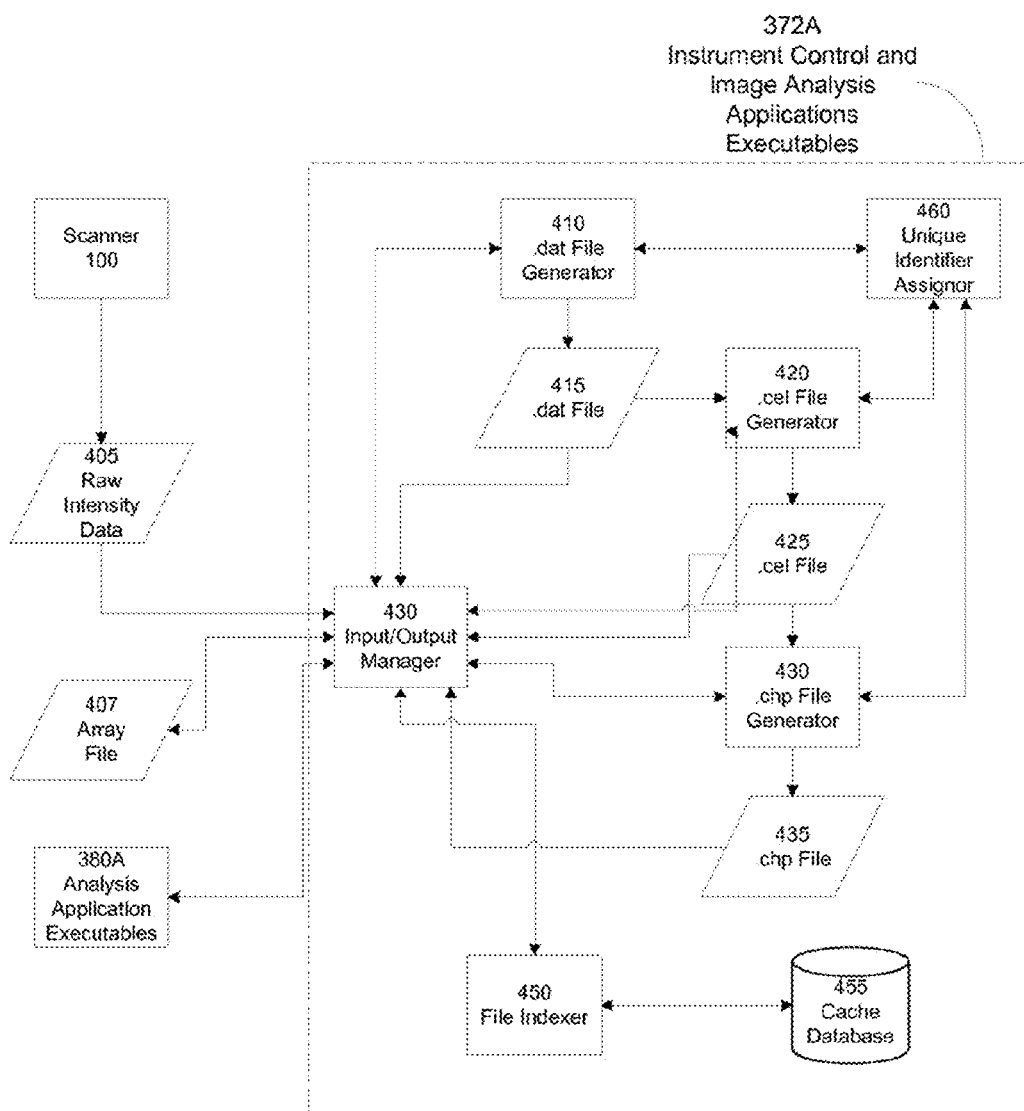 372A
Instrument Control and
Image Analysis
Applications
Executables
Scanner
100
410
.dat File
Generator
460
Unique
Identifier
Assignor
415
.dat File
420
.cel File
Generator
405
Raw
Intensity
Data
425
.cel File
430
Input/Output
Manager
430
.chp File
Generator
407
Array
File
435
.chp File
380A
Analysis
Application
Executables
450
File Indexer
455
Cache
Database